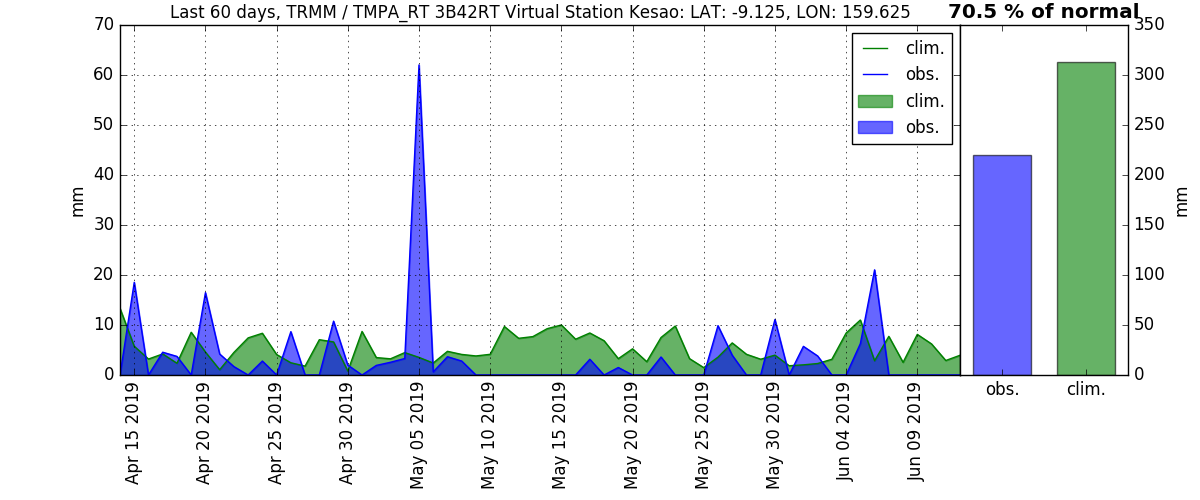 Last 60 days, TRMM / TMPA_RT 3B42RT Virtual Station Kesao: LAT: -9.125, LON: 159.625
70.5 % of normal
70
60
50
40
30
20
10
0
mm
clim.
obs.
clim.
obs.
Apr 15 2019
Apr 20 2019
Apr 25 2019
Apr 30 2019
May 05 2019
May 10 2019
May 15 2019
May 20 2019
May 25 2019
May 30 2019
Jun 04 2019
Jun 09 2019
350
300
250
200
150
100
50
0
mm
obs.
clim.